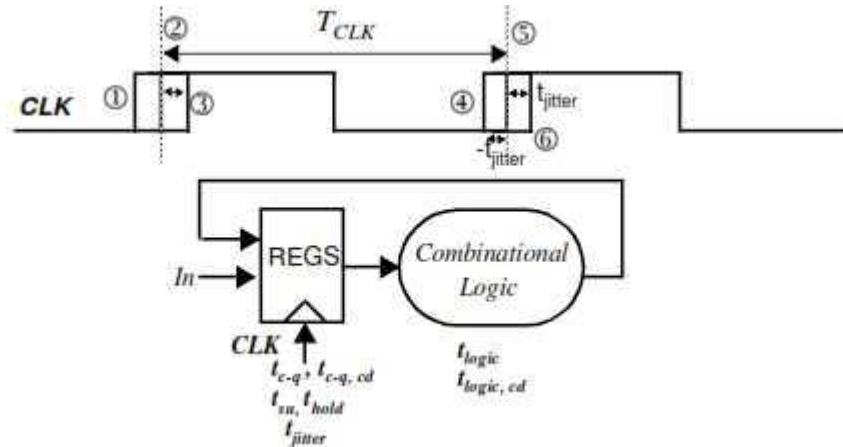 ② T_CLK ⑤
CLK ① ③ ④ t_jitter
-t_jitter ⑥
REGS
In
Combinational
Logic
CLK
t_c-q, t_c-q, cd
t_su, t_hold
t_jitter
t_logic
t_logic, cd